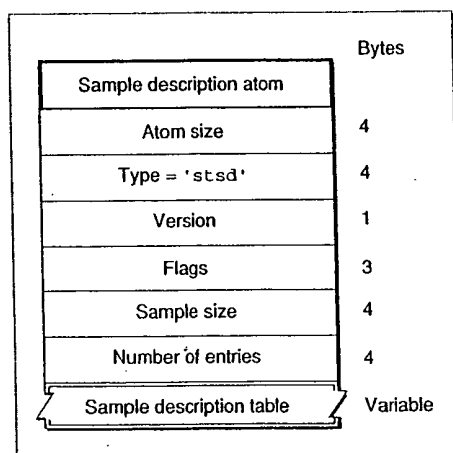 Bytes
Sample description atom
Atom size 4
Type = 'stsd' 4
Version 1
Flags 3
Sample size 4
Number of entries 4
Sample description table Variable